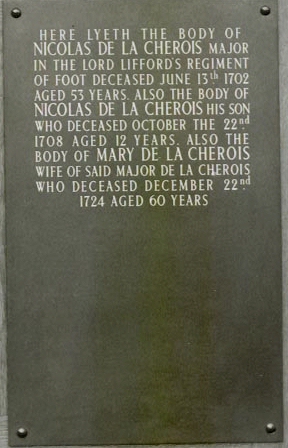 HERE LYETH THE BODY OF
NICOLAS DE LA CHEROIS MAJOR
IN THE LORD LIFFORD'S REGIMENT
OF FOOT DECEASED JUNE 13th 1702
AGED 53 YEARS. ALSO THE BODY OF
NICOLAS DE LA CHEROIS HIS SON
WHO DECEASED OCTOBER THE 22nd
1708 AGED 12 YEARS. ALSO THE
BODY OF MARY DE LA CHEROIS
WIFE OF SAID MAJOR DE LA CHEROIS
WHO DECEASED DECEMBER 22nd
1724 AGED 60 YEARS